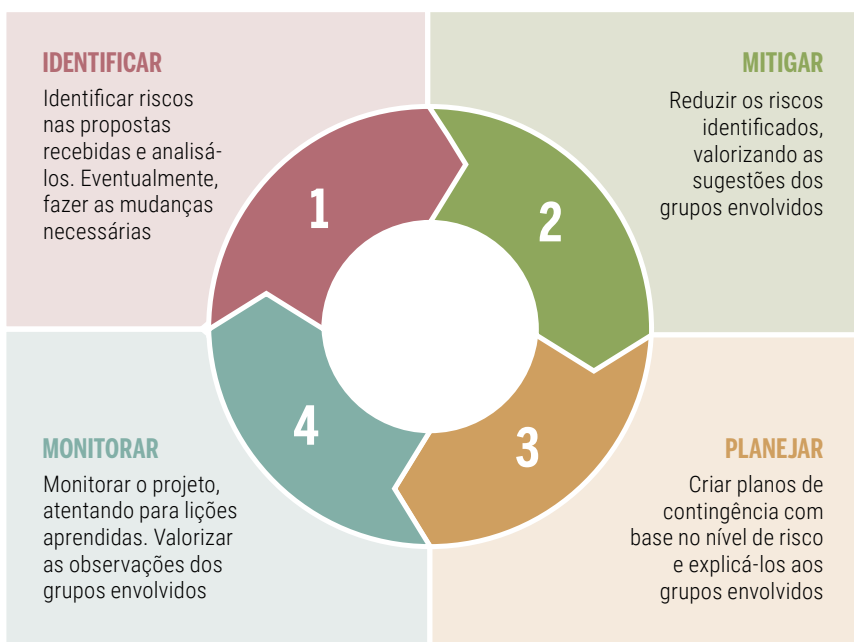 IDENTIFICAR
Identificar riscos
nas propostas
recebidas e analisá-
los. Eventualmente,
fazer as mudanças
necessárias
1
MITIGAR
Reduzir os riscos
identificados,
valorizando as
sugestões dos
grupos envolvidos
2
PLANEJAR
Criar planos de
contingência com
base no nível de risco
e explicá-los aos
grupos envolvidos
3
MONITORAR
Monitorar o projeto,
atentando para lições
aprendidas. Valorizar
as observações dos
grupos envolvidos
4